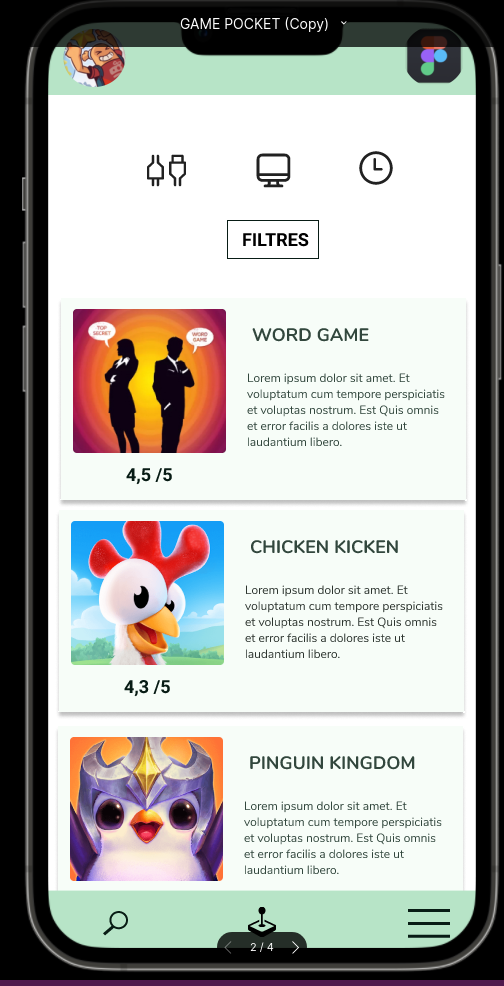 GAME POCKET (Copy)
FILTRES
TOP
SECRET
WORD
GAME
WORD GAME
Lorem ipsum dolor sit amet. Et
voluptatum cum tempore perspiciatis
et voluptas nostrum. Est Quis omnis
et error facilis a dolores iste ut
laudantium libero.
4,5 /5
CHICKEN KICKEN
Lorem ipsum dolor sit amet. Et
voluptatum cum tempore perspiciatis
et voluptas nostrum. Est Quis omnis
et error facilis a dolores iste ut
laudantium libero.
4,3 /5
PINGUIN KINGDOM
Lorem ipsum dolor sit amet. Et
voluptatum cum tempore perspiciatis
et voluptas nostrum. Est Quis omnis
et error facilis a dolores iste ut
laudantium libero.
2 / 4